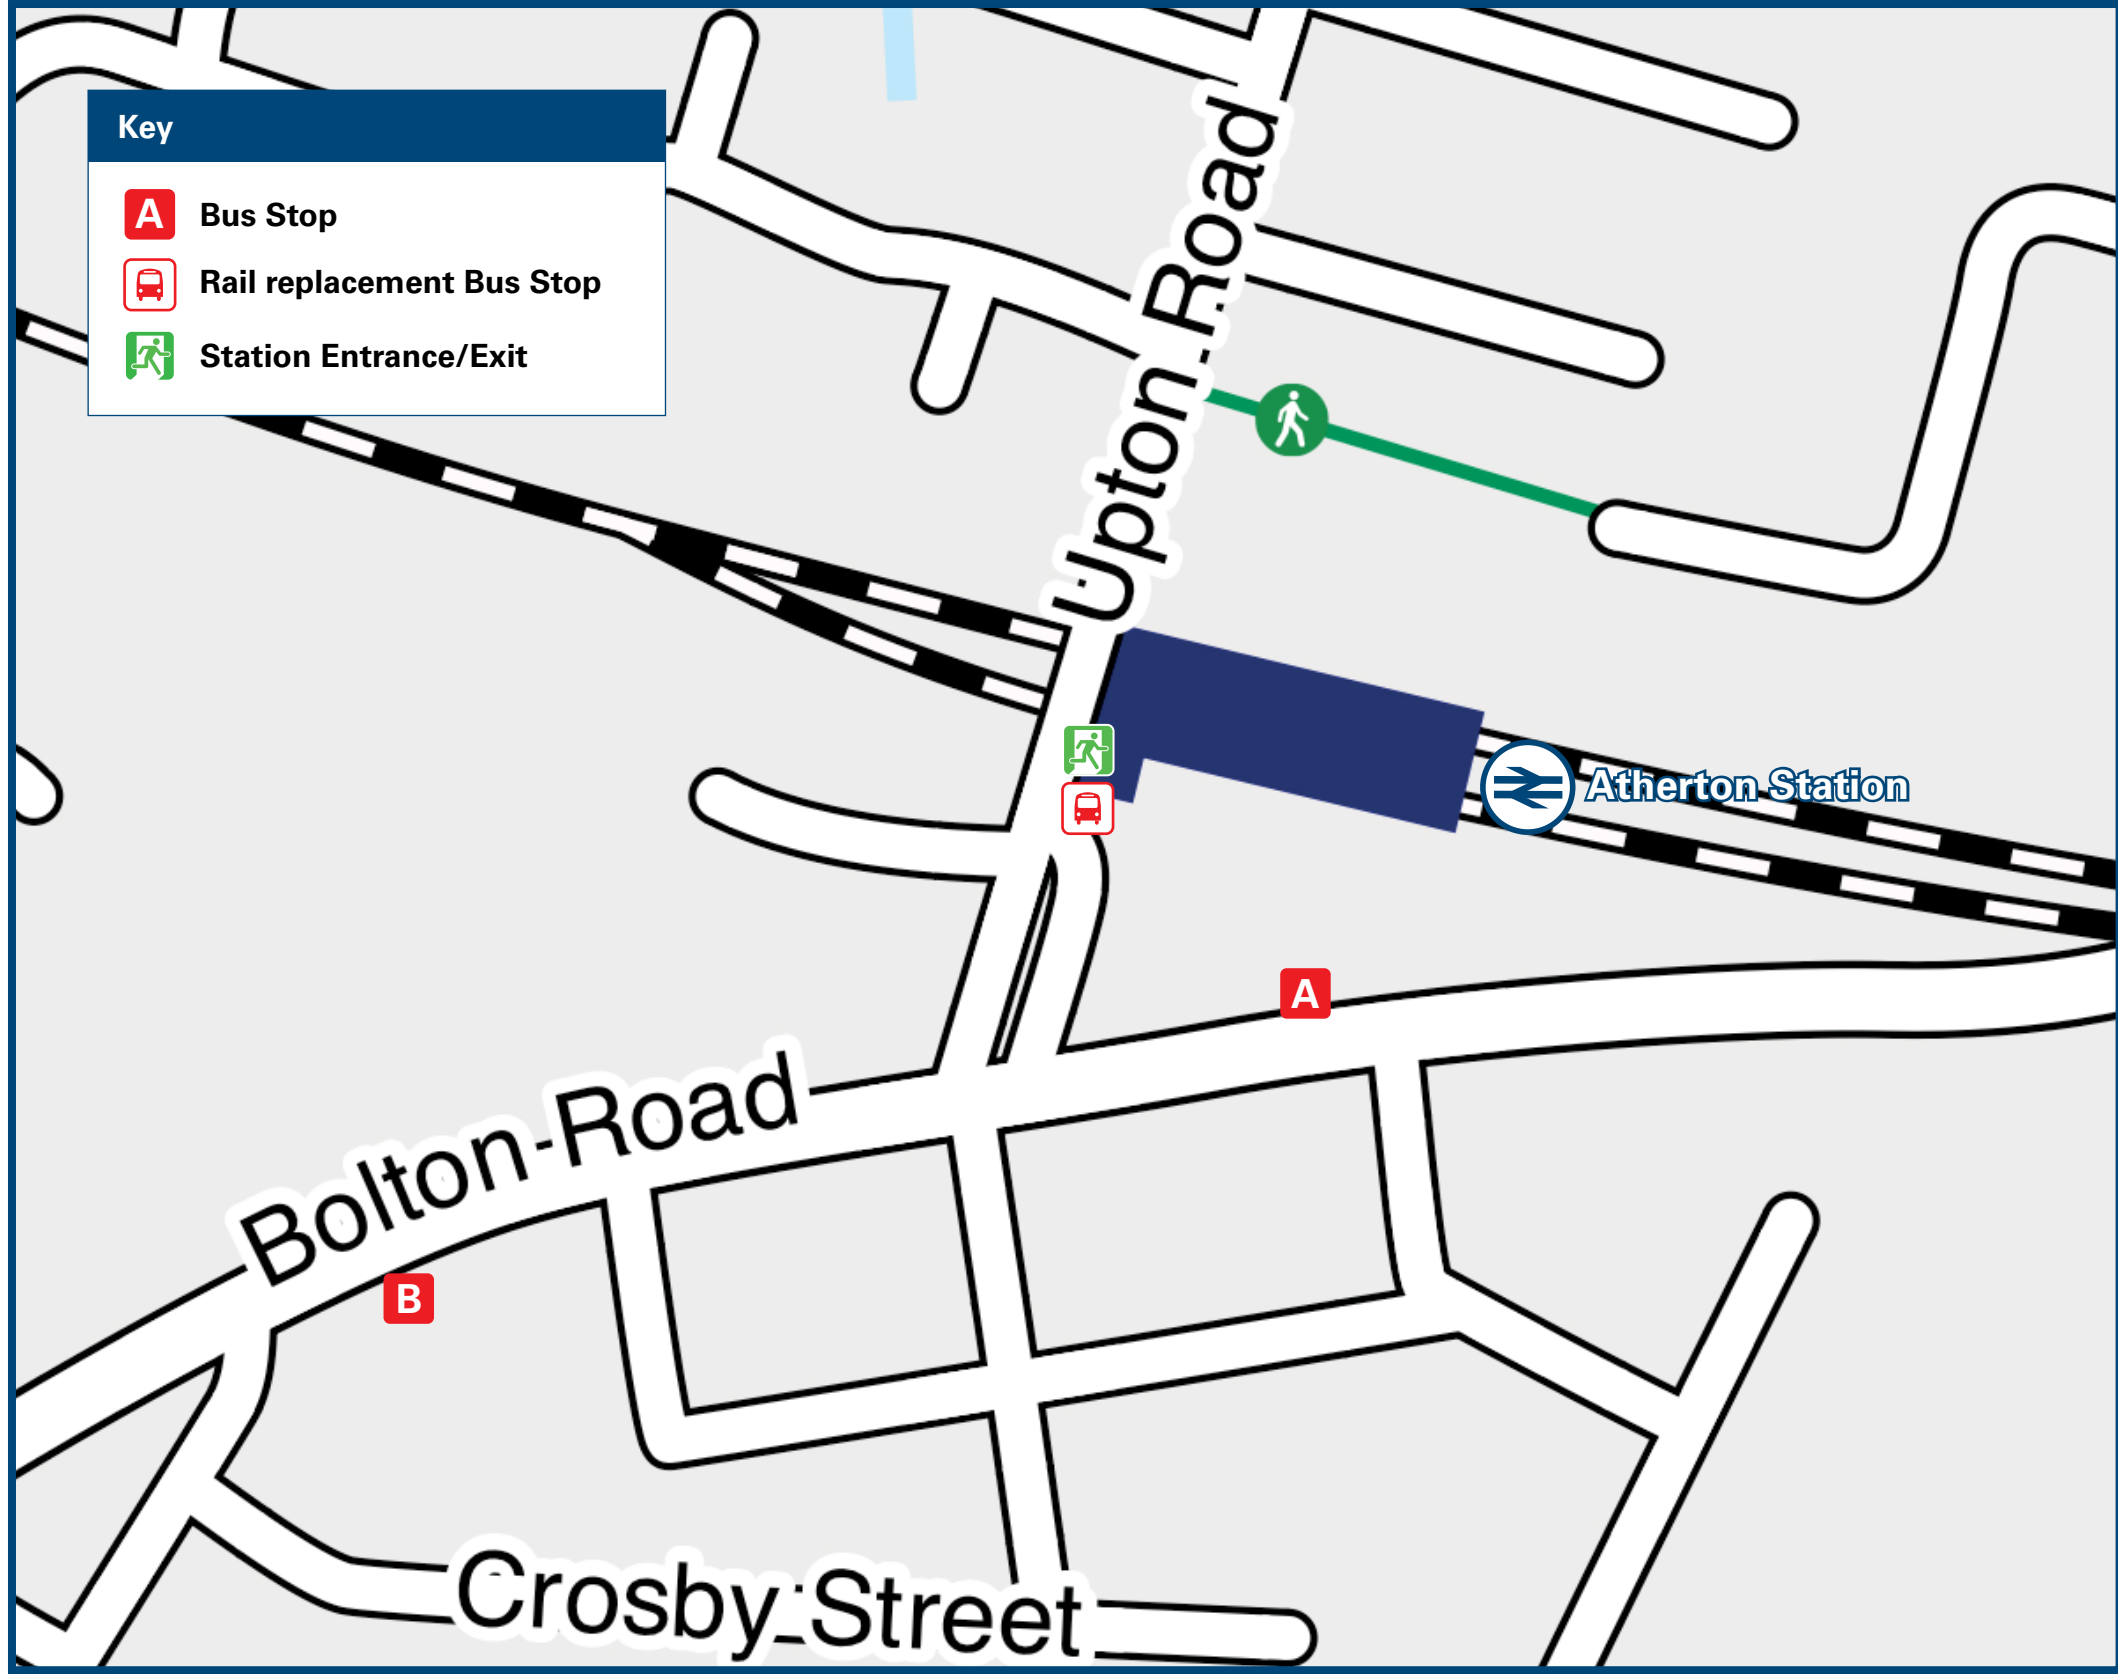 Key
A Bus Stop
Rail replacement Bus Stop
Station Entrance/Exit
Upton Road
Atherton Station
A
Bolton Road
B
Crosby Street